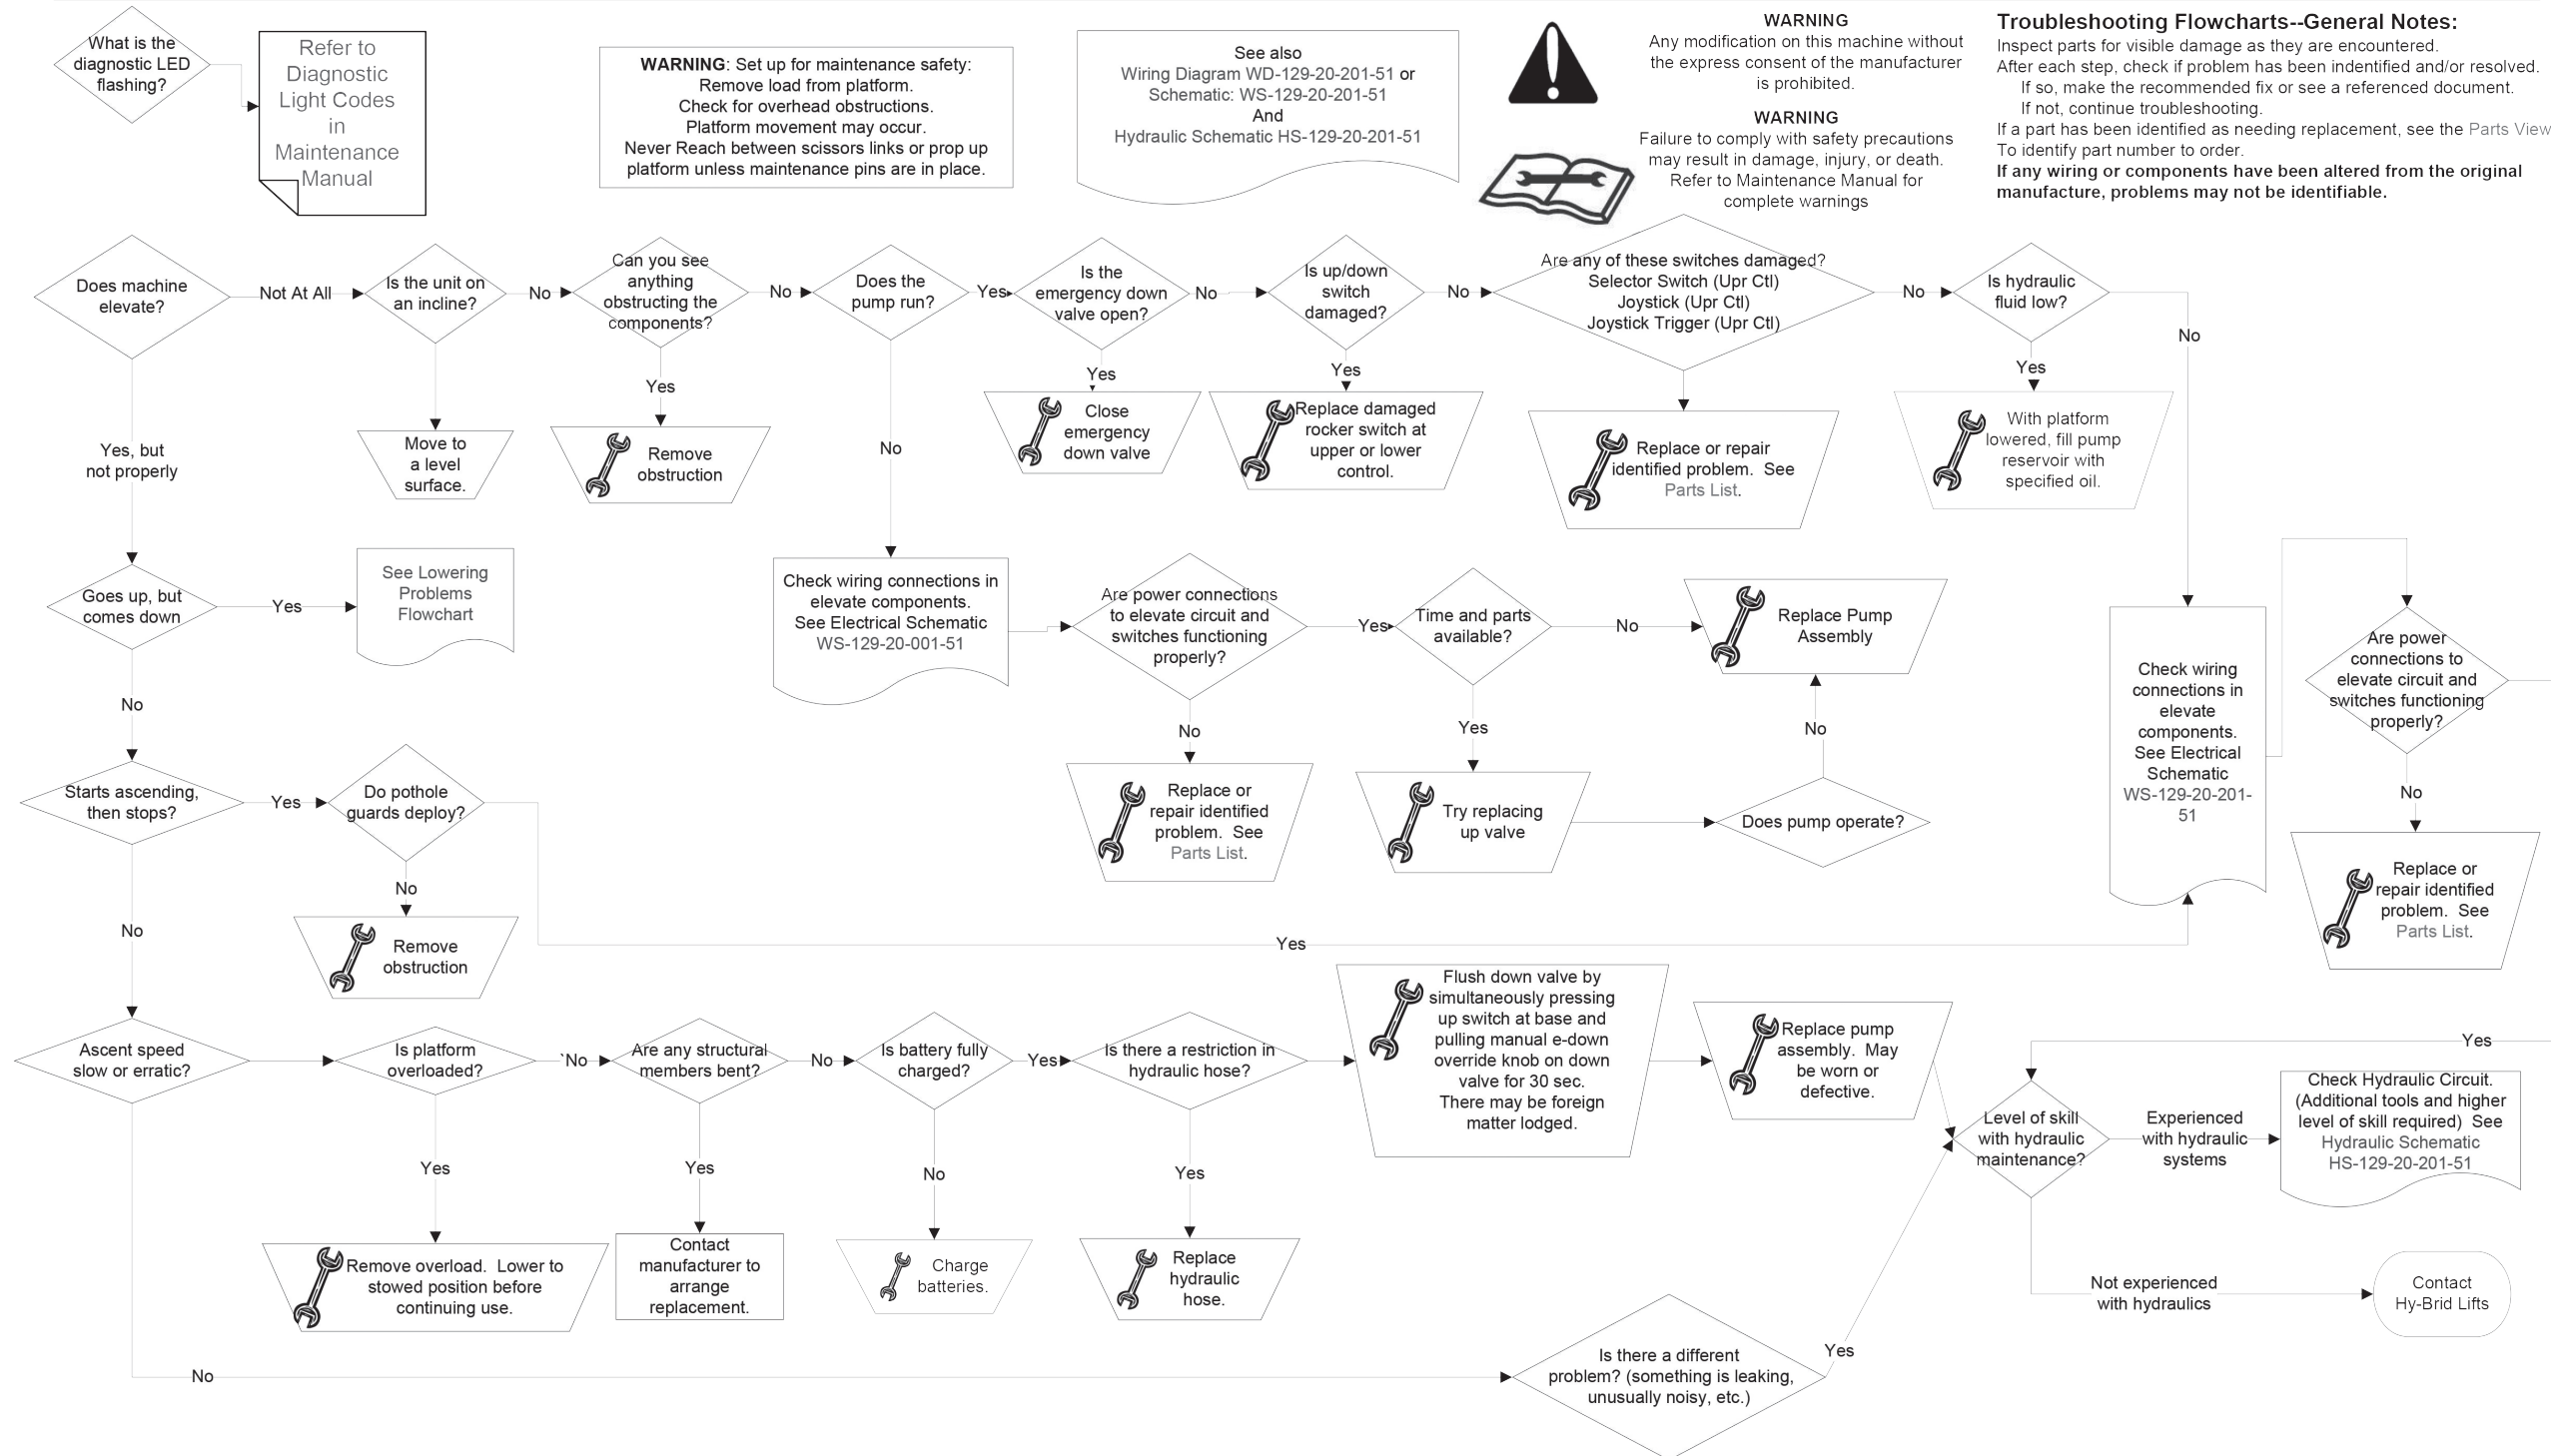 What is the
diagnostic LED
flashing?
Refer to
Diagnostic
Light Codes
in
Maintenance
Manual
WARNING: Set up for maintenance safety:
Remove load from platform.
Check for overhead obstructions.
Platform movement may occur.
Never Reach between scissors links or prop up
platform unless maintenance pins are in place.
See also
Wiring Diagram WD-129-20-201-51 or
Schematic: WS-129-20-201-51
And
Hydraulic Schematic HS-129-20-201-51
WARNING
Any modification on this machine without
the express consent of the manufacturer
is prohibited.
WARNING
Failure to comply with safety precautions
may result in damage, injury, or death.
Refer to Maintenance Manual for
complete warnings
Troubleshooting Flowcharts--General Notes:
Inspect parts for visible damage as they are encountered.
After each step, check if problem has been indentified and/or resolved.
If so, make the recommended fix or see a referenced document.
If not, continue troubleshooting.
If a part has been identified as needing replacement, see the Parts View
To identify part number to order.
If any wiring or components have been altered from the original
manufacture, problems may not be identifiable.
Does machine
elevate?
Not At All
Is the unit on
an incline?
No
Can you see
anything
obstructing the
components?
No
Does the
pump run?
Yes
Is the
emergency down
valve open?
No
Is up/down
switch
damaged?
No
Are any of these switches damaged?
Selector Switch (Upr Ctl)
Joystick (Upr Ctl)
Joystick Trigger (Upr Ctl)
No
Is hydraulic
fluid low?
No
Yes, but
not properly
Move to
a level
surface.
Yes
Remove
obstruction
No
Yes
Close
emergency
down valve
Yes
Replace damaged
rocker switch at
upper or lower
control.
Replace or repair
identified problem. See
Parts List.
Yes
With platform
lowered, fill pump
reservoir with
specified oil.
Goes up, but
comes down
Yes
See Lowering
Problems
Flowchart
Check wiring connections in
elevate components.
See Electrical Schematic
WS-129-20-001-51
Are power connections
to elevate circuit and
switches functioning
properly?
Yes
Time and parts
available?
No
Replace Pump
Assembly
Check wiring
connections in
elevate
components.
See Electrical
Schematic
WS-129-20-201-
51
Are power
connections to
elevate circuit and
switches functioning
properly?
No
No
Yes
No
Starts ascending,
then stops?
Yes
Do pothole
guards deploy?
Replace or
repair identified
problem. See
Parts List.
Try replacing
up valve
Does pump operate?
No
Replace or
repair identified
problem. See
Parts List.
No
No
Remove
obstruction
Yes
Ascent speed
slow or erratic?
Is platform
overloaded?
`No
Are any structural
members bent?
No
Is battery fully
charged?
Yes
Is there a restriction in
hydraulic hose?
Flush down valve by
simultaneously pressing
up switch at base and
pulling manual e-down
override knob on down
valve for 30 sec.
There may be foreign
matter lodged.
Replace pump
assembly. May
be worn or
defective.
Yes
Level of skill
with hydraulic
maintenance?
Experienced
with hydraulic
systems
Check Hydraulic Circuit.
(Additional tools and higher
level of skill required) See
Hydraulic Schematic
HS-129-20-201-51
Yes
Yes
No
Yes
Remove overload. Lower to
stowed position before
continuing use.
Contact
manufacturer to
arrange
replacement.
Charge
batteries.
Replace
hydraulic
hose.
Not experienced
with hydraulics
Contact
Hy-Brid Lifts
No
Is there a different
problem? (something is leaking,
unusually noisy, etc.)
Yes